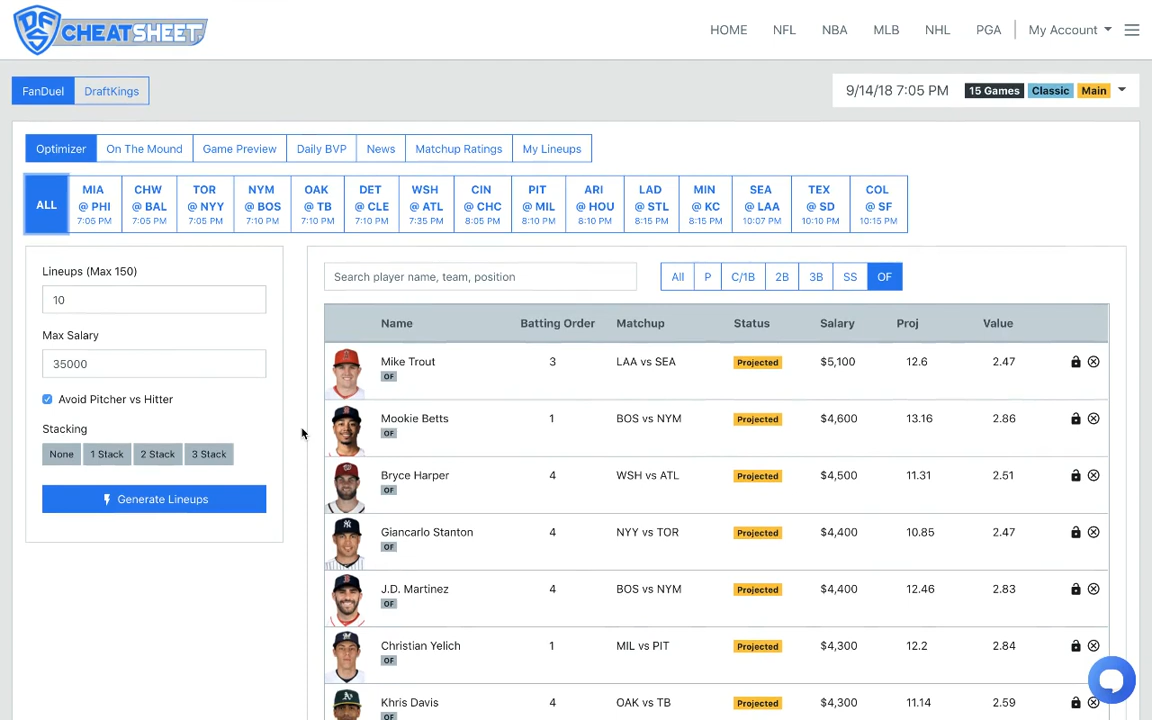 DFS CHEATSHEET
HOME NFL NBA MLB NHL PGA My Account
FanDuel DraftKings
9/14/18 7:05 PM 15 Games Classic Main
Optimizer On The Mound Game Preview Daily BVP News Matchup Ratings My Lineups
ALL
MIA @ PHI 7:05 PM
CHW @ BAL 7:05 PM
TOR @ NYY 7:05 PM
NYM @ BOS 7:10 PM
OAK @ TB 7:10 PM
DET @ CLE 7:10 PM
WSH @ ATL 7:35 PM
CIN @ CHC 8:05 PM
PIT @ MIL 8:10 PM
ARI @ HOU 8:10 PM
LAD @ STL 8:15 PM
MIN @ KC 8:15 PM
SEA @ LAA 10:07 PM
TEX @ SD 10:10 PM
COL @ SF 10:15 PM
Lineups (Max 150)
10
Max Salary
35000
Avoid Pitcher vs Hitter
Stacking
None 1 Stack 2 Stack 3 Stack
Generate Lineups
Search player name, team, position
All P C/1B 2B 3B SS OF
Name Batting Order Matchup Status Salary Proj Value
Mike Trout 3 LAA vs SEA Projected $5,100 12.6 2.47
OF
Mookie Betts 1 BOS vs NYM Projected $4,600 13.16 2.86
OF
Bryce Harper 4 WSH vs ATL Projected $4,500 11.31 2.51
OF
Giancarlo Stanton 4 NYY vs TOR Projected $4,400 10.85 2.47
OF
J.D. Martinez 4 BOS vs NYM Projected $4,400 12.46 2.83
OF
Christian Yelich 1 MIL vs PIT Projected $4,300 12.2 2.84
OF
Khris Davis 4 OAK vs TB Projected $4,300 11.14 2.59
OF